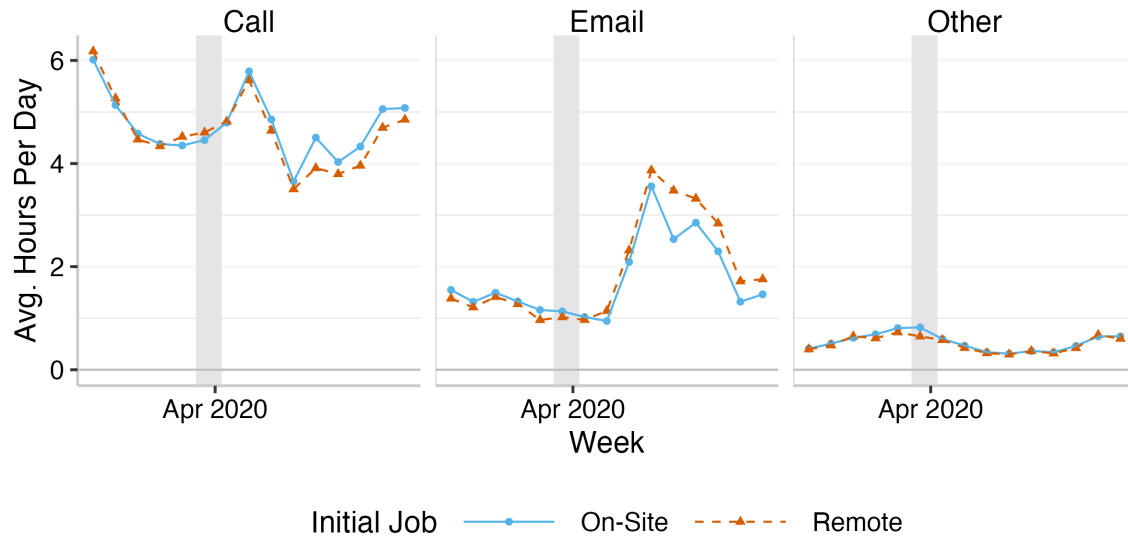 Call Email Other
Avg. Hours Per Day
6
4
2
0
Apr 2020 Apr 2020 Apr 2020
Week
Initial Job On-Site Remote